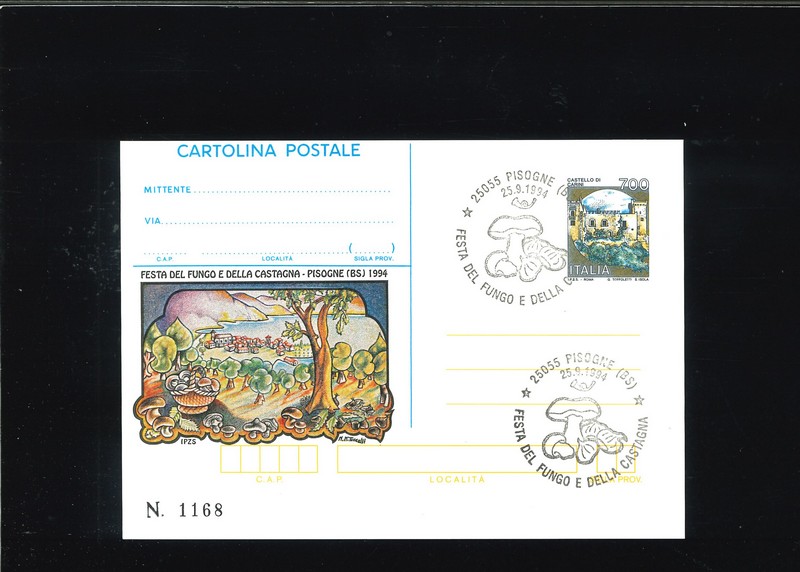 CARTOLINA POSTALE
MITTENTE
VIA
(.......)
C.A.P. LOCALITÀ SIGLA PROV.
FESTA DEL FUNGO E DELLA CASTAGNA - PISOGNE (BS) 1994
IPZS
N. 1168
25055 PISOGNE (B
25.9.1994
FESTA DEL FUNGO E DELLA C
CASTELLO DI
CARINI
700
ITALIA
I.P.Z.S. - ROMA
25055 PISOGNE (BS)
25.9.1994
FESTA DEL FUNGO E DELLA CASTAGNA
C.A.P. LOCALITÀ PROV.